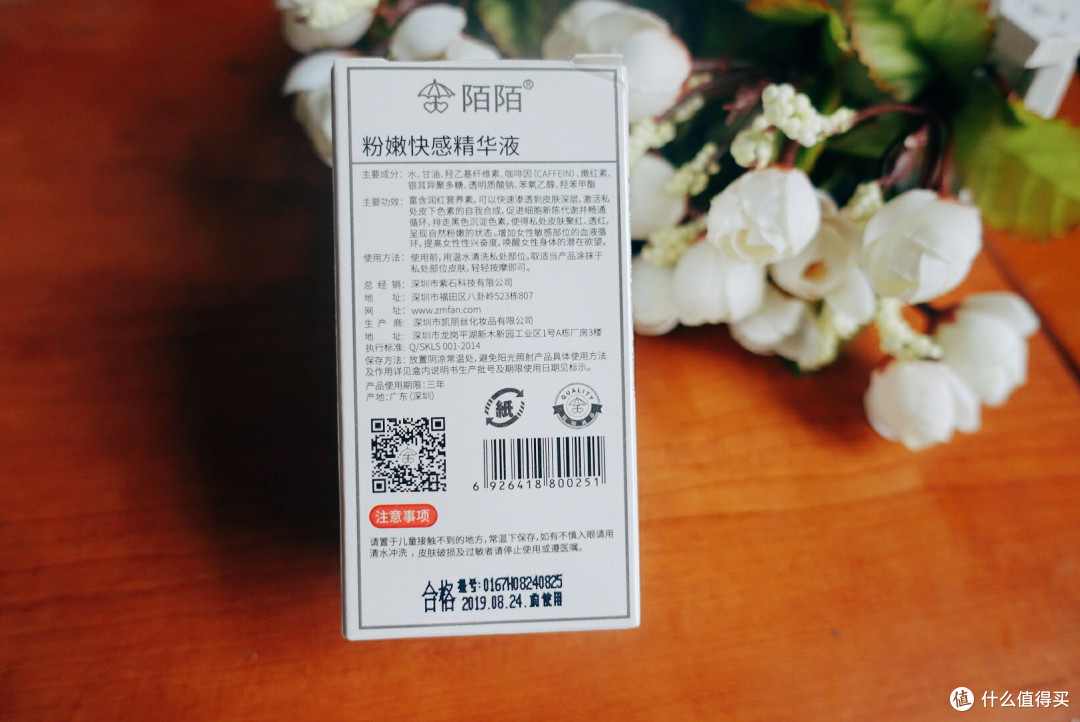 陌陌®
粉嫩快感精华液
主要成分: 水、甘油、羟乙基纤维素、咖啡因(CAFFEIN)、嫩红素、
银耳异聚多糖、透明质酸钠、苯氧乙醇、羟苯甲酯
主要功效: 富含润红营养素,可以快速渗透到皮肤深层,激活私
处皮下色素的自我合成,促进细胞新陈代谢并畅通
循环,排走黑色沉淀色素,使得私处皮肤聚红、透红,
呈现自然粉嫩的状态。增加女性敏感部位的血液循
环,提高女性性兴奋度,唤醒女性身体的潜在欲望。
使用方法: 使用前,用温水清洗私处部位。取适当产品涂抹于
私处部位皮肤,轻轻按摩即可。
总经销: 深圳市紫石科技有限公司
地址: 深圳市福田区八卦岭523栋807
网址: www.zmfan.com
生产商: 深圳市凯丽丝化妆品有限公司
地址: 深圳市龙岗平湖新木新园工业区1号A栋厂房3楼
执行标准: Q/SKLS 001-2014
保存方法: 放置阴凉常温处,避免阳光照射产品具体使用方法
及作用详见盒内说明书生产批号及期限使用日期见标示。
产品使用期限:三年
产地:广东(深圳)
紙
QUALITY
6 926418 800251
注意事项
请置于儿童接触不到的地方,常温下保存,如有不慎入眼请用
清水冲洗,皮肤破损及过敏者请停止使用或遵医嘱。
合格 批号:0167H08240825
2019.08.24.前使用
值 什么值得买